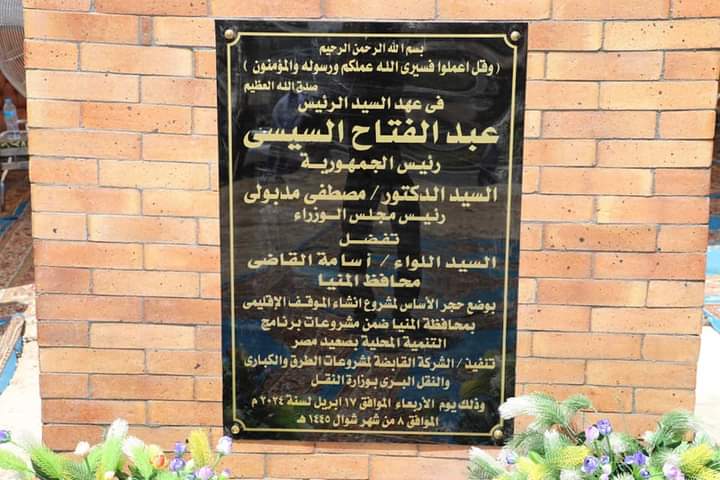 بسم الله الرحمن الرحيم
( وقل اعملوا فسيرى الله عملكم ورسوله والمؤمنون )
صدق الله العظيم
فى عهد السيد الرئيس
عبد الفتاح السيسى
رئيس الجمهورية
السيد الدكتور / مصطفى مدبولى
رئيس مجلس الوزراء
تفضل
السيد اللواء / أسامة القاضى
محافظ المنيا
بوضع حجر الأساس لمشروع انشاء الموقف الإقليمى
بمحافظة المنيا ضمن مشروعات برنامج
التنمية المحلية بصعيد مصر
تنفيذ / الشركة القابضة لمشروعات الطرق والكبارى
والنقل البرى بوزارة النقل
وذلك يوم الأربعاء الموافق ١٧ ابريل لسنة ٢٠٢٤ م
الموافق ٨ من شهر شوال ١٤٤٥ هـ